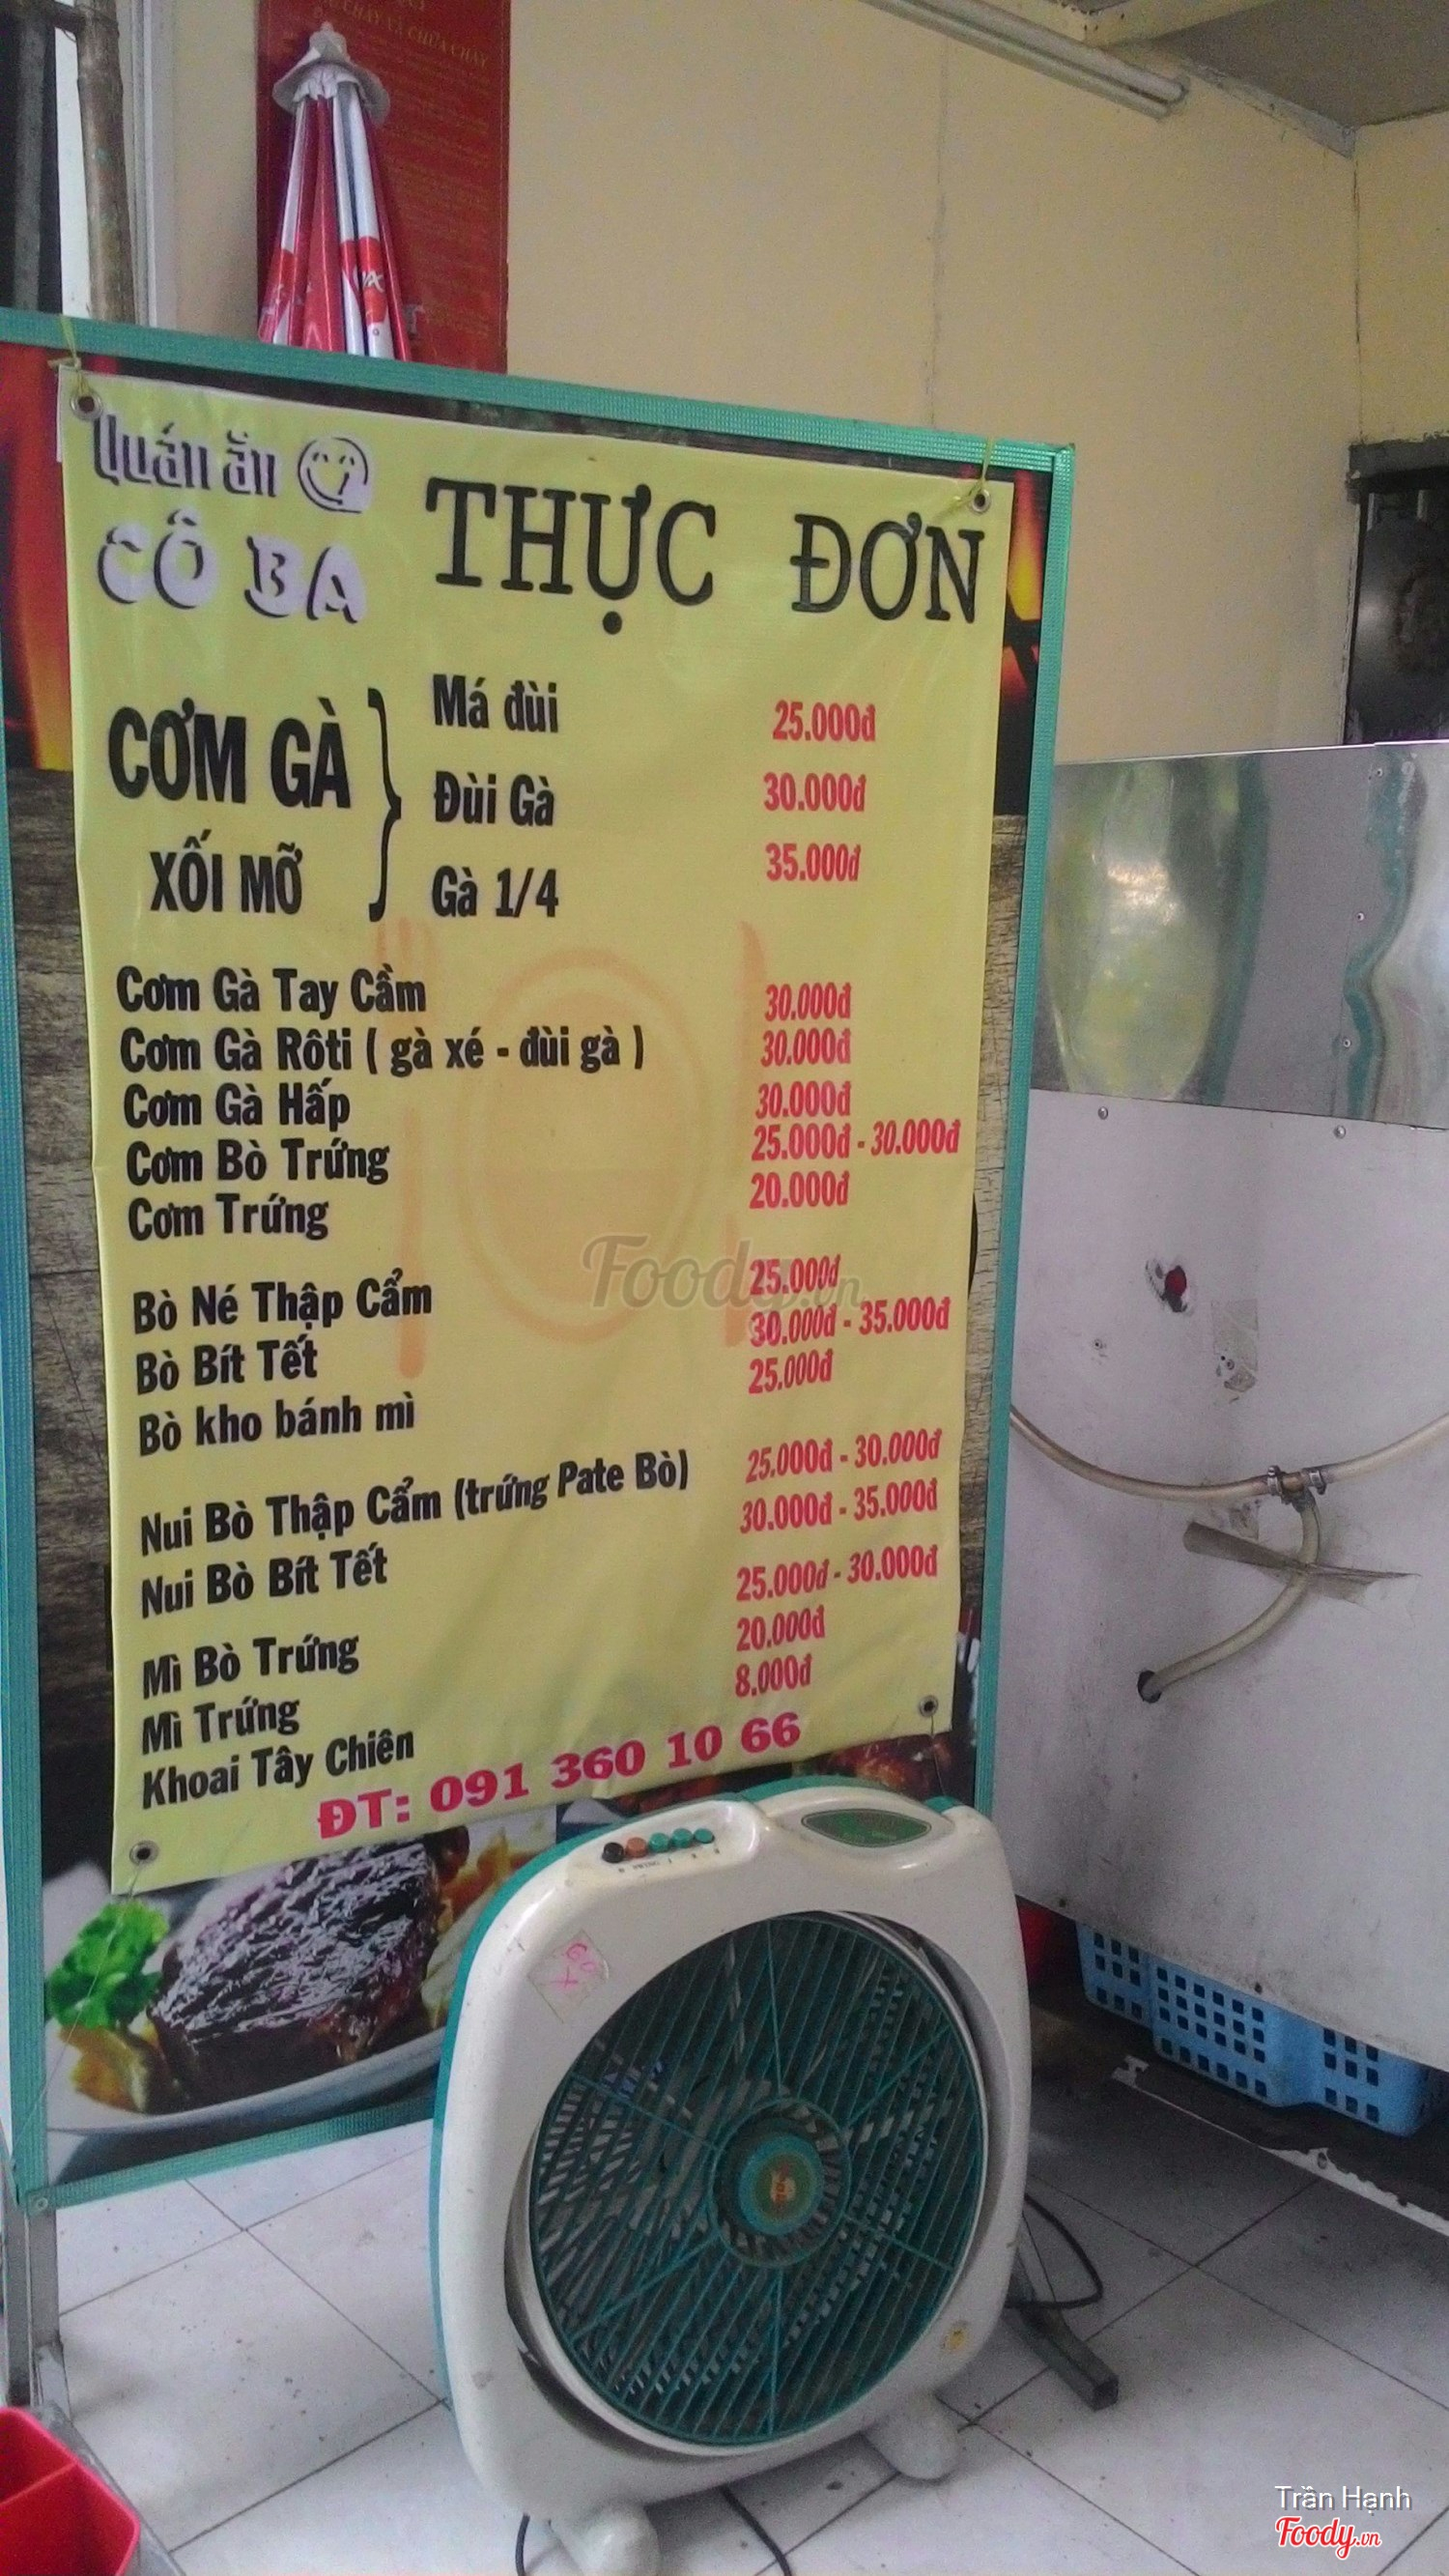 VÀ CHỮA CHÁY
Quán ăn
CÔ BA
THỰC ĐƠN
CƠM GÀ
XỐI MỠ
Má đùi 25.000đ
Đùi Gà 30.000đ
Gà 1/4 35.000đ
Cơm Gà Tay Cầm 30.000đ
Cơm Gà Rôti ( gà xé - đùi gà ) 30.000đ
Cơm Gà Hấp 30.000đ
Cơm Bò Trứng 25.000đ - 30.000đ
Cơm Trứng 20.000đ
Bò Né Thập Cẩm 25.000đ
Bò Bít Tết 30.000đ - 35.000đ
Bò kho bánh mì 25.000đ
Nui Bò Thập Cẩm (trứng Pate Bò) 25.000đ - 30.000đ
Nui Bò Bít Tết 30.000đ - 35.000đ
Mì Bò Trứng 25.000đ - 30.000đ
Mì Trứng 20.000đ
Khoai Tây Chiên 8.000đ
ĐT: 091 360 10 66
Foody.vn
Trần Hạnh
Foody.vn